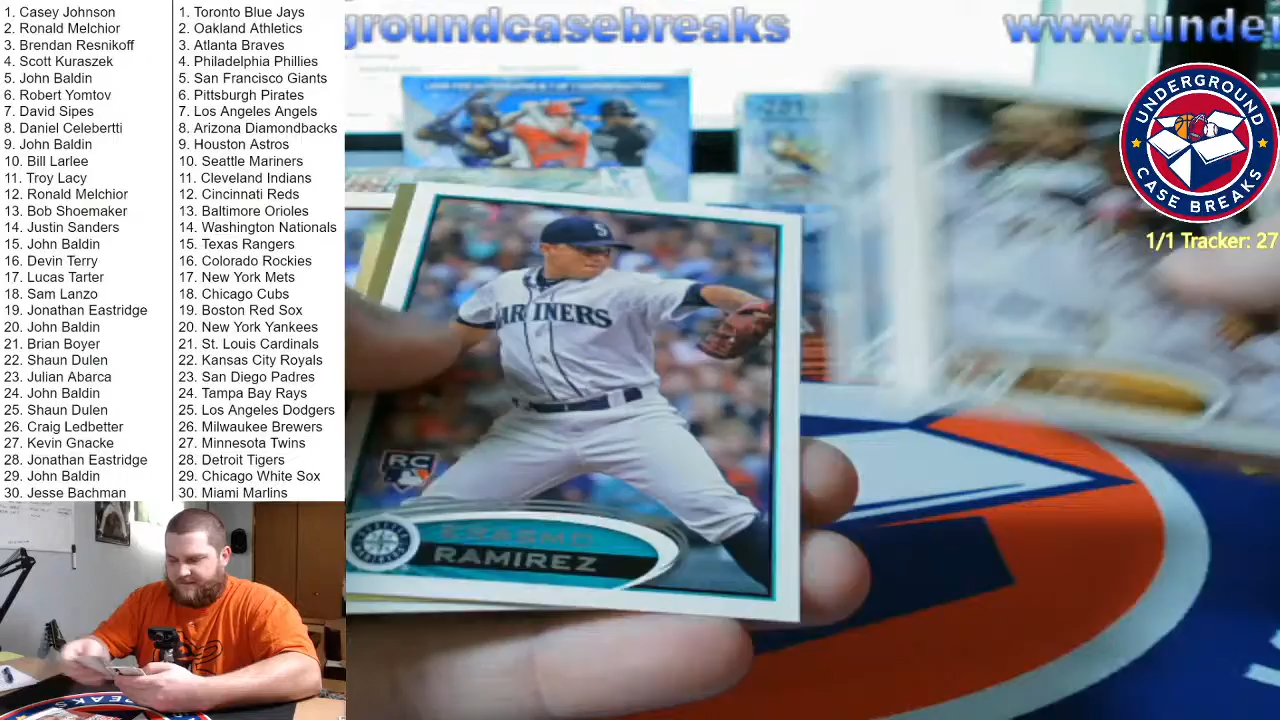 1. Casey Johnson
2. Ronald Melchior
3. Brendan Resnikoff
4. Scott Kuraszek
5. John Baldin
6. Robert Yomtov
7. David Sipes
8. Daniel Celebertti
9. John Baldin
10. Bill Larlee
11. Troy Lacy
12. Ronald Melchior
13. Bob Shoemaker
14. Justin Sanders
15. John Baldin
16. Devin Terry
17. Lucas Tarter
18. Sam Lanzo
19. Jonathan Eastridge
20. John Baldin
21. Brian Boyer
22. Shaun Dulen
23. Julian Abarca
24. John Baldin
25. Shaun Dulen
26. Craig Ledbetter
27. Kevin Gnacke
28. Jonathan Eastridge
29. John Baldin
30. Jesse Bachman
1. Toronto Blue Jays
2. Oakland Athletics
3. Atlanta Braves
4. Philadelphia Phillies
5. San Francisco Giants
6. Pittsburgh Pirates
7. Los Angeles Angels
8. Arizona Diamondbacks
9. Houston Astros
10. Seattle Mariners
11. Cleveland Indians
12. Cincinnati Reds
13. Baltimore Orioles
14. Washington Nationals
15. Texas Rangers
16. Colorado Rockies
17. New York Mets
18. Chicago Cubs
19. Boston Red Sox
20. New York Yankees
21. St. Louis Cardinals
22. Kansas City Royals
23. San Diego Padres
24. Tampa Bay Rays
25. Los Angeles Dodgers
26. Milwaukee Brewers
27. Minnesota Twins
28. Detroit Tigers
29. Chicago White Sox
30. Miami Marlins
groundcasebreaks
www.under
UNDERGROUND
CASE BREAKS
1/1 Tracker: 27
S
MARINERS
RC
ERASMO
RAMIREZ
BREAKS